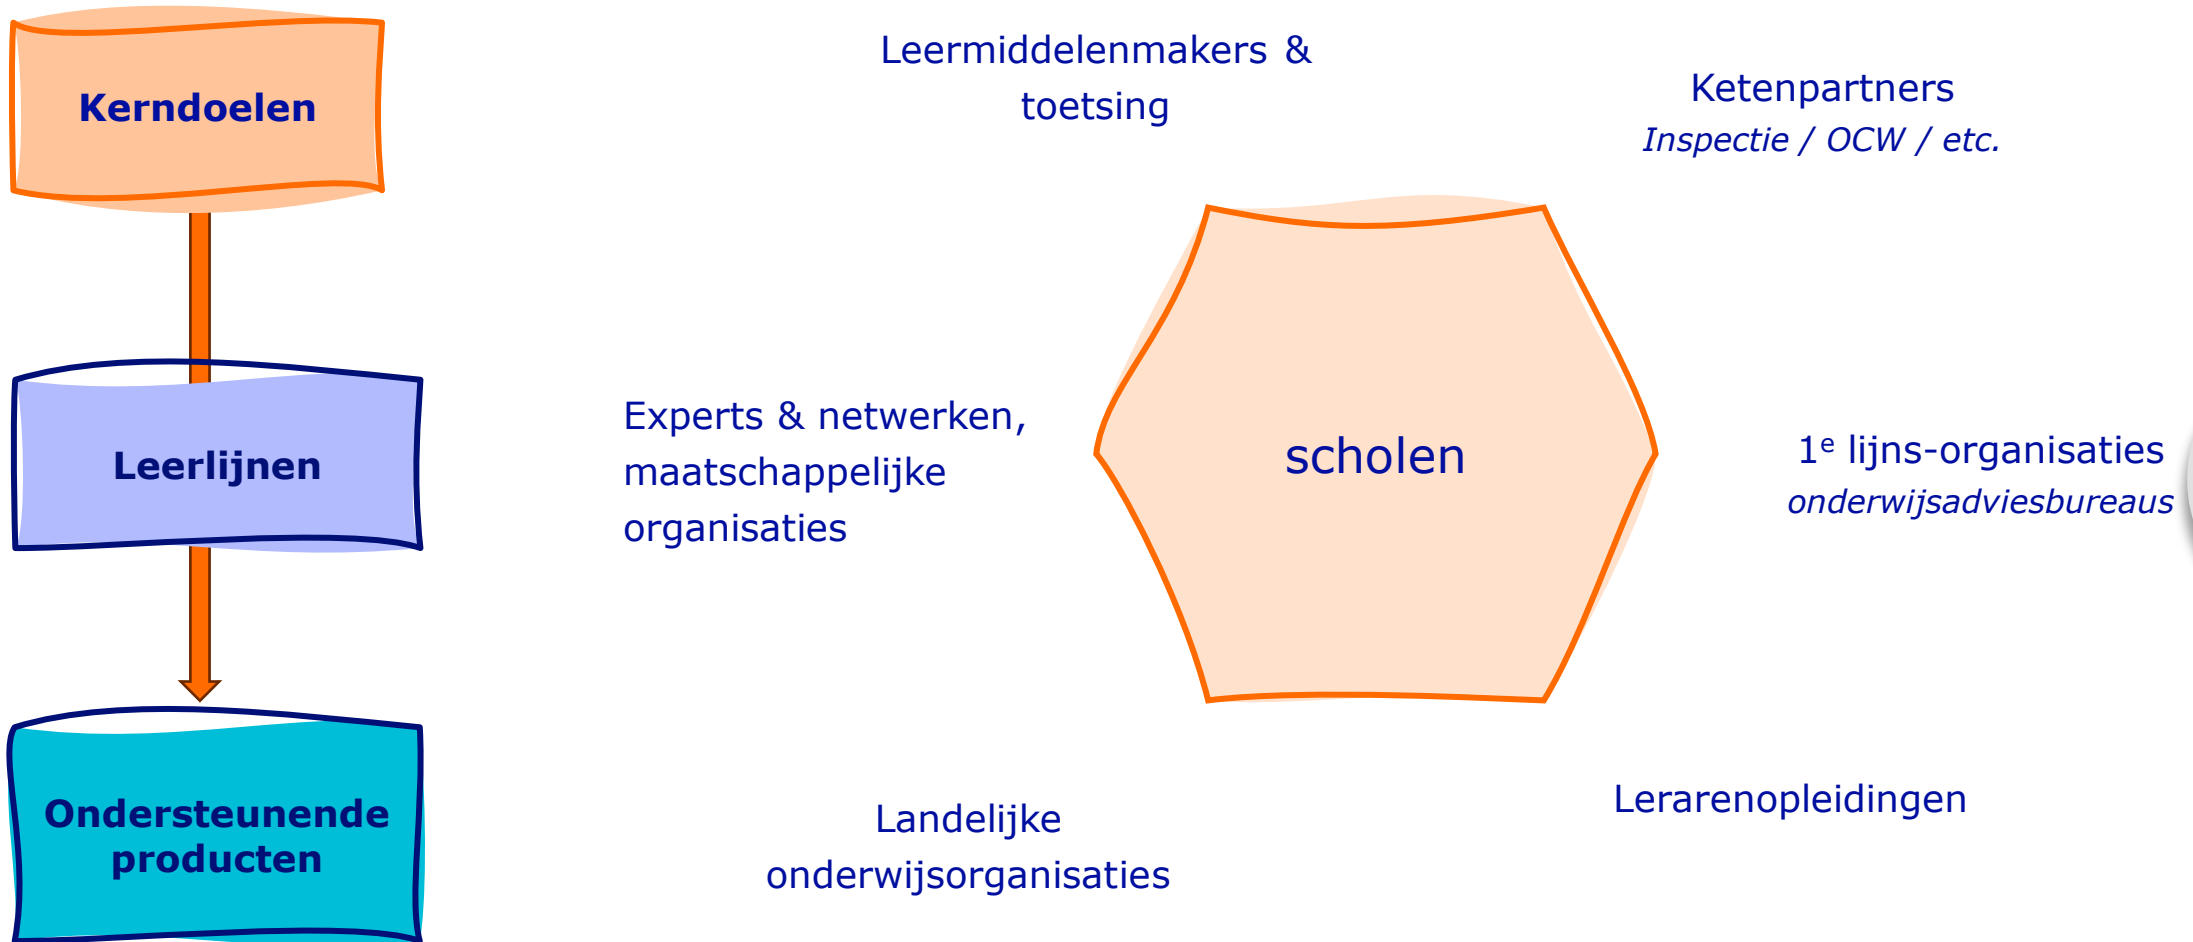 Kerndoelen
Leerlijnen
Ondersteunende
producten
Leermiddelenmakers &
toetsing
Ketenpartners
Inspectie / OCW / etc.
Experts & netwerken,
maatschappelijke
organisaties
scholen
1e lijns-organisaties
onderwijsadviesbureaus
Landelijke
onderwijsorganisaties
Lerarenopleidingen